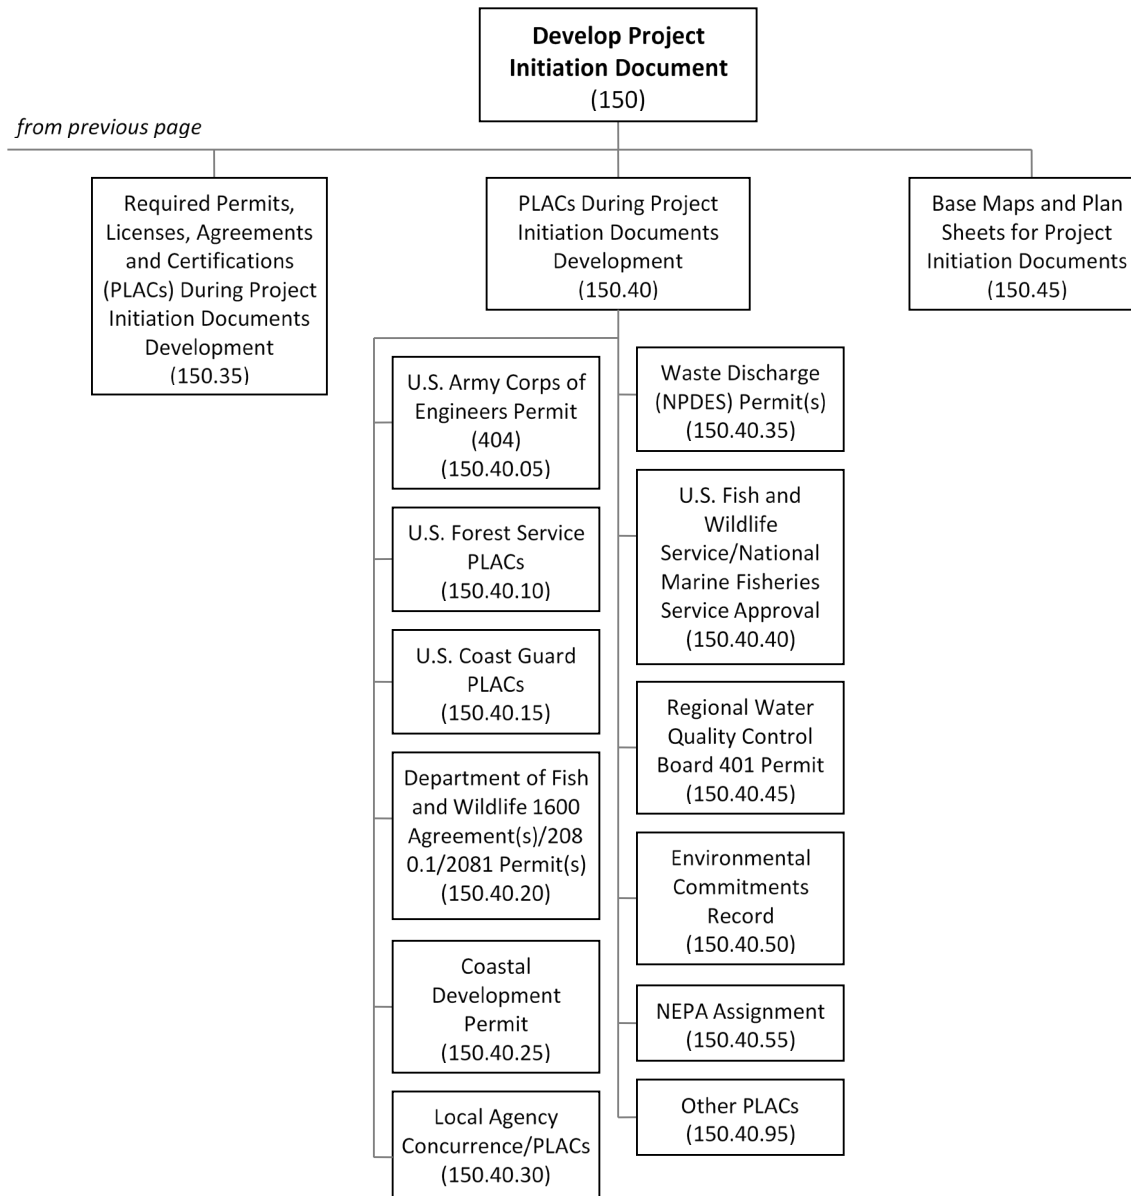 Develop Project
Initiation Document
(150)
from previous page
Required Permits,
Licenses, Agreements
and Certifications
(PLACs) During Project
Initiation Documents
Development
(150.35)
PLACs During Project
Initiation Documents
Development
(150.40)
Base Maps and Plan
Sheets for Project
Initiation Documents
(150.45)
U.S. Army Corps of
Engineers Permit
(404)
(150.40.05)
U.S. Forest Service
PLACs
(150.40.10)
U.S. Coast Guard
PLACs
(150.40.15)
Department of Fish
and Wildlife 1600
Agreement(s)/208
0.1/2081 Permit(s)
(150.40.20)
Coastal
Development
Permit
(150.40.25)
Local Agency
Concurrence/PLACs
(150.40.30)
Waste Discharge
(NPDES) Permit(s)
(150.40.35)
U.S. Fish and
Wildlife
Service/National
Marine Fisheries
Service Approval
(150.40.40)
Regional Water
Quality Control
Board 401 Permit
(150.40.45)
Environmental
Commitments
Record
(150.40.50)
NEPA Assignment
(150.40.55)
Other PLACs
(150.40.95)